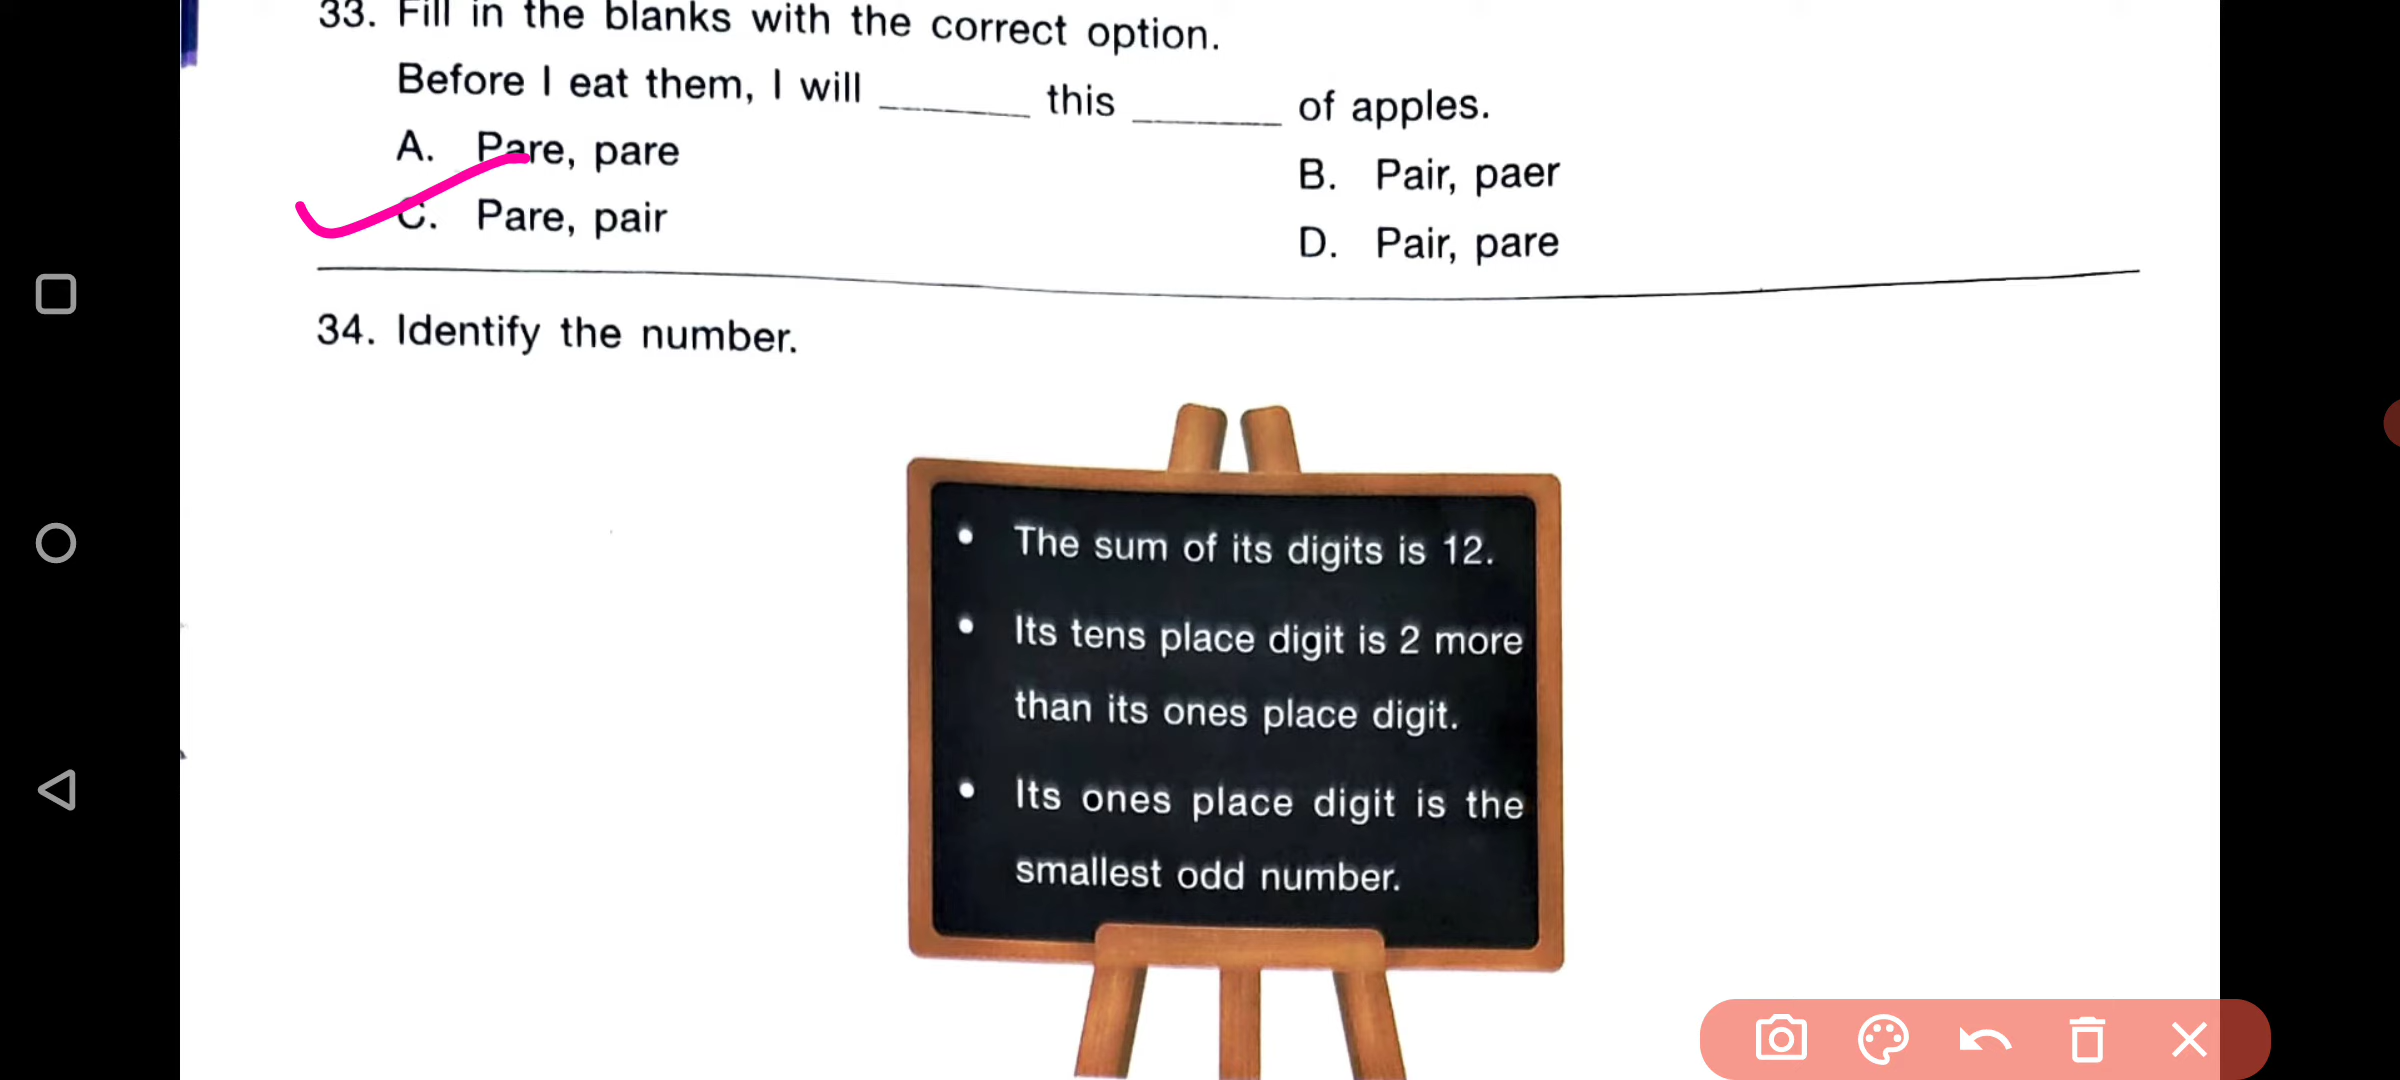 33. Fill in the blanks with the correct option.
Before I eat them, I will ______ this ______ of apples.
A. Pare, pare
B. Pair, paer
C. Pare, pair
D. Pair, pare
34. Identify the number.
• The sum of its digits is 12.
• Its tens place digit is 2 more
than its ones place digit.
• Its ones place digit is the
smallest odd number.